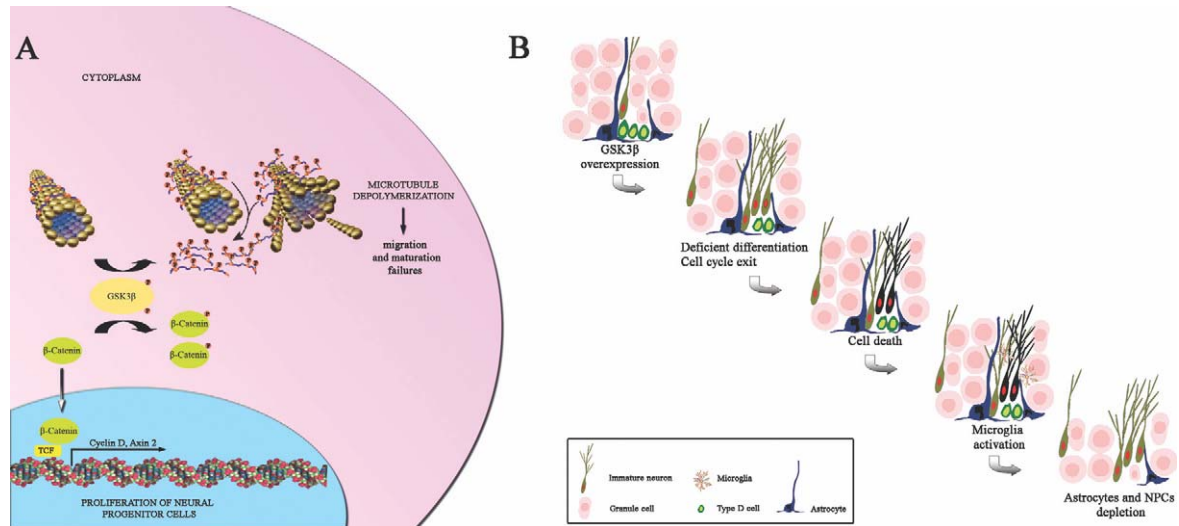 A
CYTOPLASM
MICROTUBULE
DEPOLYMERIZATIOIN
migration
and maturation
failures
GSK3β
P
P
β-Catenin
P
β-Catenin
P
β-Catenin
β-Catenin
TCF
Cyclin D, Axin 2
PROLIFERATION OF NEURAL
PROGENITOR CELLS
B
GSK3β
overexpression
Deficient differentiation
Cell cycle exit
Cell death
Microglia
activation
Astrocytes and NPCs
depletion
Immature neuron
Microglia
Granule cell
Type D cell
Astrocyte